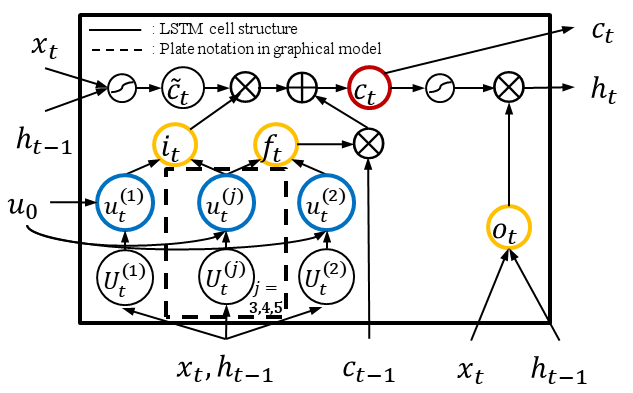 : LSTM cell structure
: Plate notation in graphical model
x_t
c_t
c̃_t
c_t
h_t
h_{t-1}
i_t
f_t
u_0
u_t^{(1)}
u_t^{(j)}
u_t^{(2)}
o_t
U_t^{(1)}
U_t^{(j)}
U_t^{(2)}
j =
3,4,5
x_t, h_{t-1}
c_{t-1}
x_t
h_{t-1}